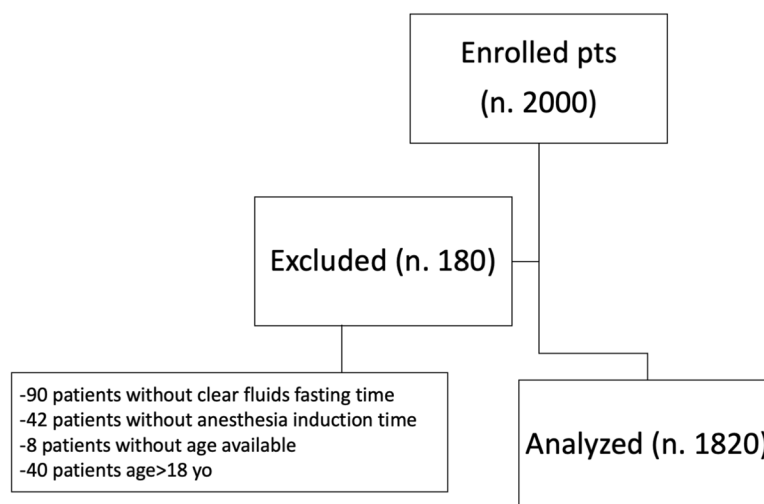 Enrolled pts
(n. 2000)
Excluded (n. 180)
-90 patients without clear fluids fasting time
-42 patients without anesthesia induction time
-8 patients without age available
-40 patients age>18 yo
Analyzed (n. 1820)